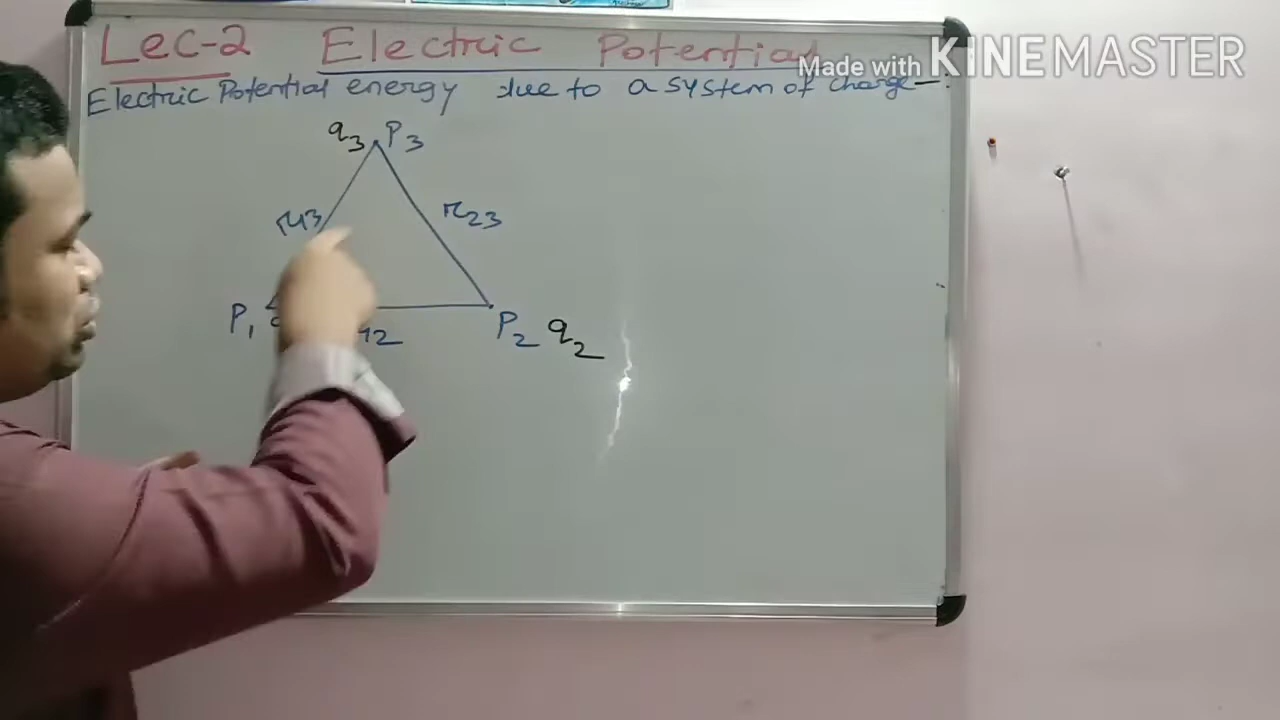 Lec-2 Electric Potential
Made with KINEMASTER
Electric Potential energy due to a system of charge-:
q3 P3
r13 r23
P1
12
P2 q2